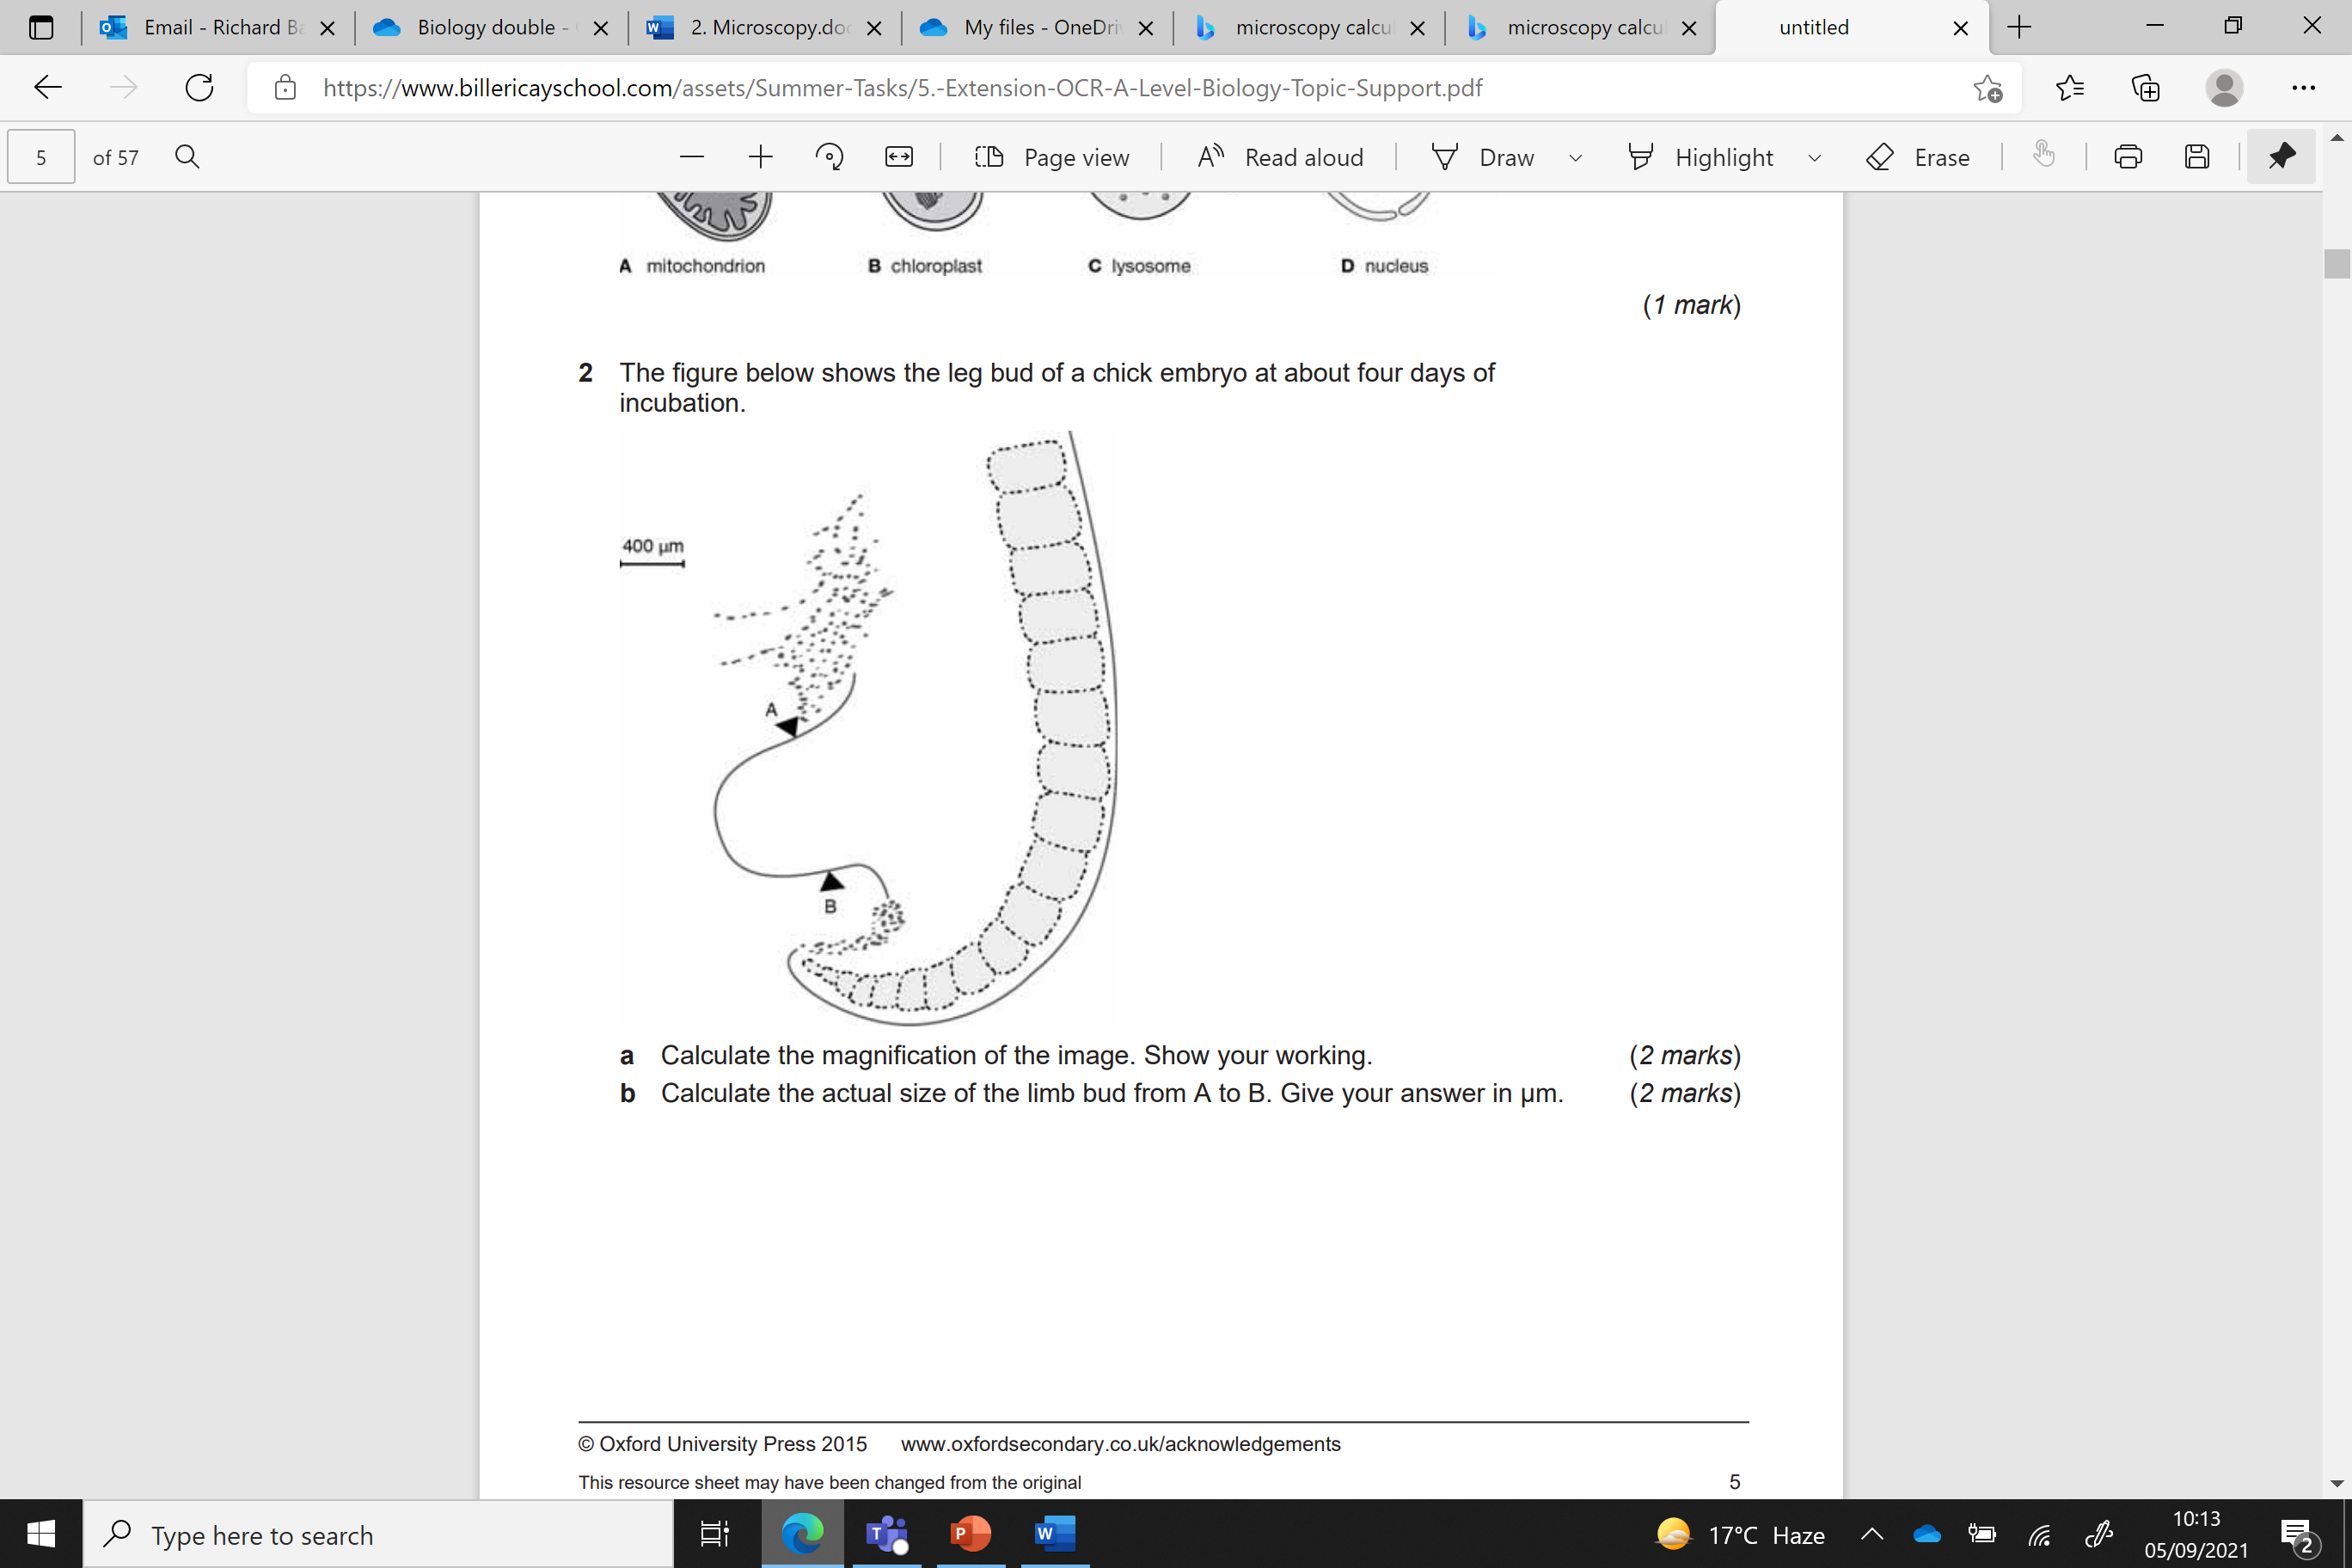 Email - Richard Ba
Biology double -
2. Microscopy.doc
My files - OneDri
microscopy calcu
microscopy calcu
untitled
https://www.billericayschool.com/assets/Summer-Tasks/5.-Extension-OCR-A-Level-Biology-Topic-Support.pdf
5 of 57
Page view
Read aloud
Draw
Highlight
Erase
A mitochondrion
B chloroplast
C lysosome
D nucleus
(1 mark)
2 The figure below shows the leg bud of a chick embryo at about four days of
incubation.
400 µm
A
B
a Calculate the magnification of the image. Show your working. (2 marks)
b Calculate the actual size of the limb bud from A to B. Give your answer in µm. (2 marks)
© Oxford University Press 2015 www.oxfordsecondary.co.uk/acknowledgements
This resource sheet may have been changed from the original 5
Type here to search
T
P
W
17°C Haze
10:13
05/09/2021
2